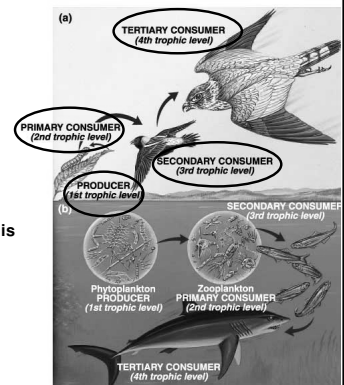 (a)
TERTIARY CONSUMER
(4th trophic level)
PRIMARY CONSUMER
(2nd trophic level)
SECONDARY CONSUMER
(3rd trophic level)
PRODUCER
(1st trophic level)
(b)
SECONDARY CONSUMER
(3rd trophic level)
is
Phytoplankton
PRODUCER
(1st trophic level)
Zooplankton
PRIMARY CONSUMER
(2nd trophic level)
TERTIARY CONSUMER
(4th trophic level)